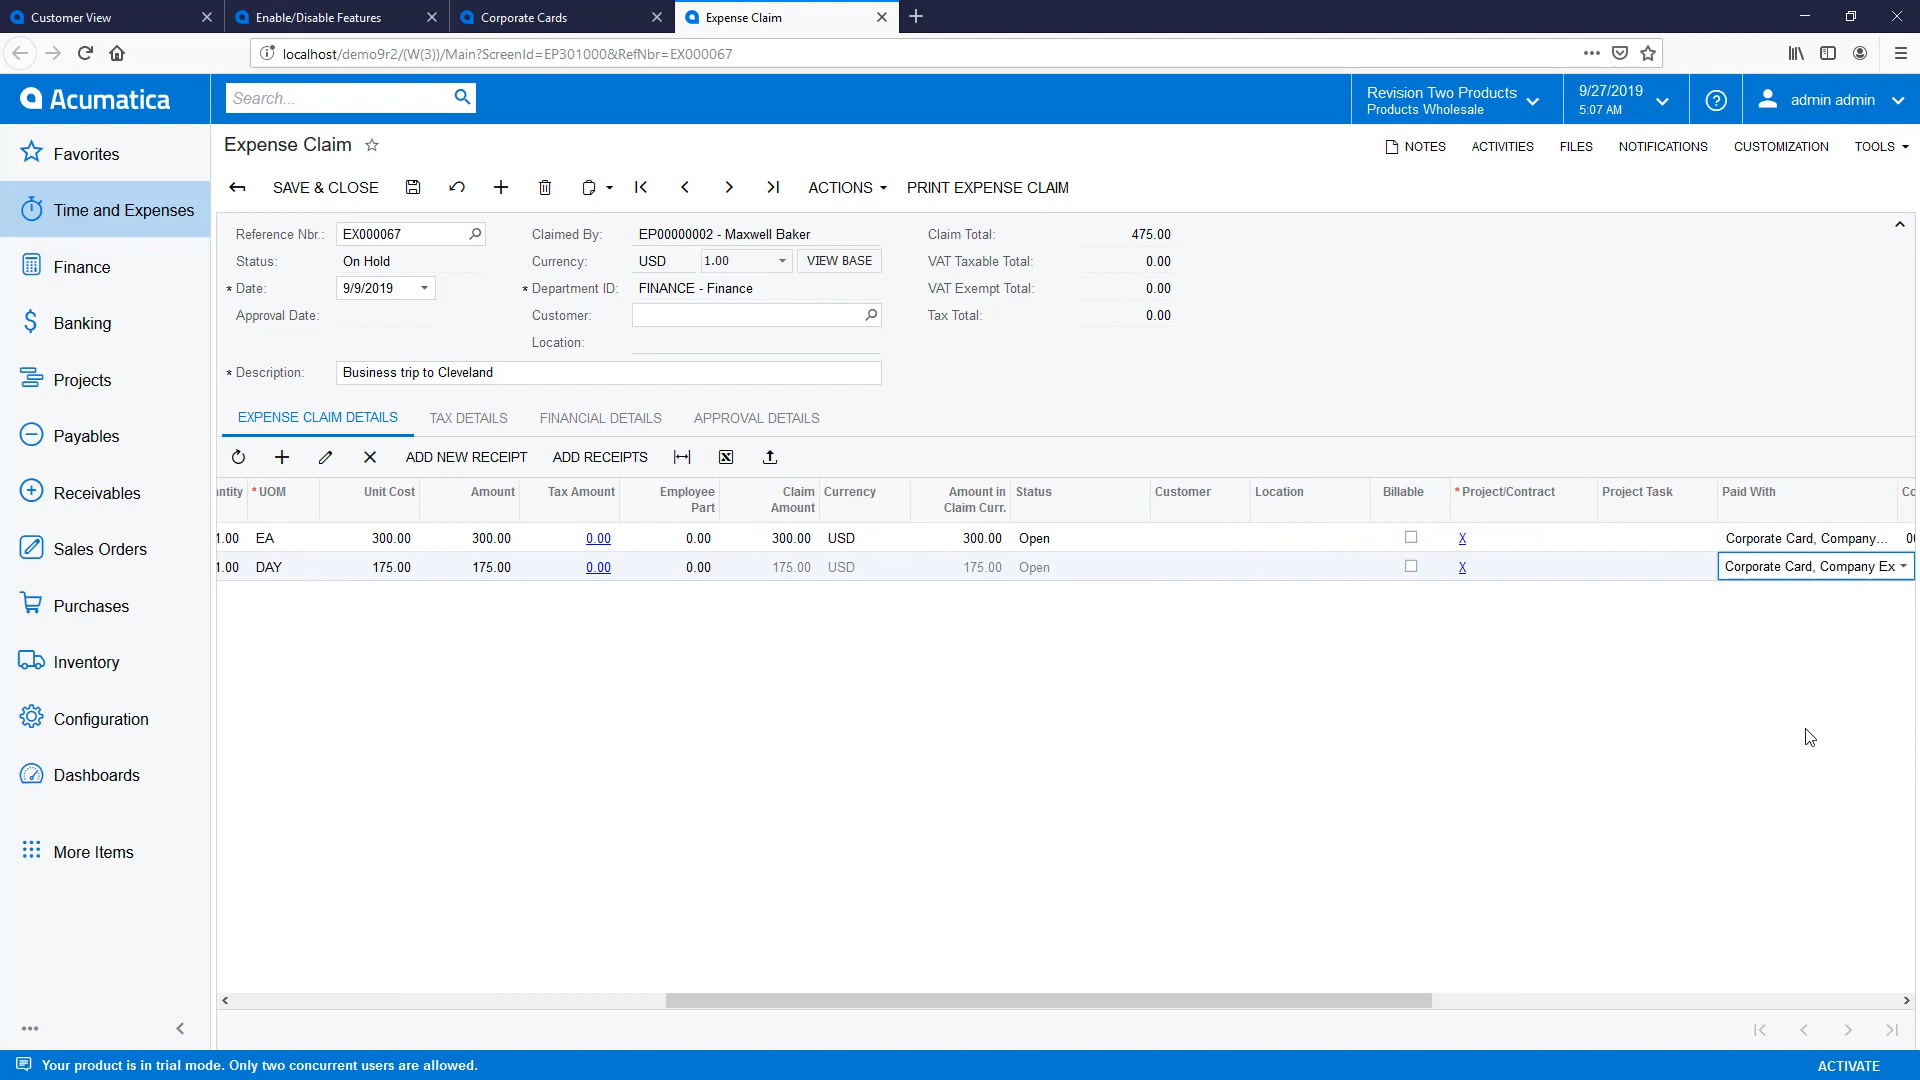 Customer View
Enable/Disable Features
Corporate Cards
Expense Claim
localhost/demo9r2/(W(3))/Main?ScreenId=EP301000&RefNbr=EX000067
Acumatica
Search...
Revision Two Products
Products Wholesale
9/27/2019
5:07 AM
admin admin
Favorites
Time and Expenses
Finance
Banking
Projects
Payables
Receivables
Sales Orders
Purchases
Inventory
Configuration
Dashboards
More Items
Expense Claim
NOTES ACTIVITIES FILES NOTIFICATIONS CUSTOMIZATION TOOLS
SAVE & CLOSE ACTIONS PRINT EXPENSE CLAIM
Reference Nbr.: EX000067 Claimed By: EP00000002 - Maxwell Baker Claim Total: 475.00
Status: On Hold Currency: USD 1.00 VIEW BASE VAT Taxable Total: 0.00
* Date: 9/9/2019 * Department ID: FINANCE - Finance VAT Exempt Total: 0.00
Approval Date: Customer: Tax Total: 0.00
Location:
* Description: Business trip to Cleveland
EXPENSE CLAIM DETAILS TAX DETAILS FINANCIAL DETAILS APPROVAL DETAILS
ADD NEW RECEIPT ADD RECEIPTS
ntity * UOM Unit Cost Amount Tax Amount Employee Part Claim Amount Currency Amount in Claim Curr. Status Customer Location Billable * Project/Contract Project Task Paid With Co
1.00 EA 300.00 300.00 0.00 0.00 300.00 USD 300.00 Open X Corporate Card, Company... 00
1.00 DAY 175.00 175.00 0.00 0.00 175.00 USD 175.00 Open X Corporate Card, Company Ex
Your product is in trial mode. Only two concurrent users are allowed.
ACTIVATE